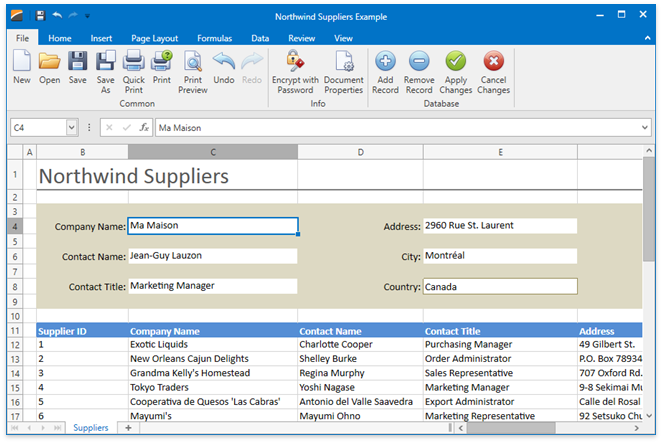 Northwind Suppliers Example
File Home Insert Page Layout Formulas Data Review View
New Open Save Save As Quick Print Print Print Preview Undo Redo Encrypt with Password Document Properties Add Record Remove Record Apply Changes Cancel Changes
Common Info Database
C4 fx Ma Maison
A B C D E
1 Northwind Suppliers
2
3
4 Company Name: Ma Maison Address: 2960 Rue St. Laurent
5
6 Contact Name: Jean-Guy Lauzon City: Montréal
7
8 Contact Title: Marketing Manager Country: Canada
9
10
11 Supplier ID Company Name Contact Name Contact Title Address
12 1 Exotic Liquids Charlotte Cooper Purchasing Manager 49 Gilbert St.
13 2 New Orleans Cajun Delights Shelley Burke Order Administrator P.O. Box 78934
14 3 Grandma Kelly's Homestead Regina Murphy Sales Representative 707 Oxford Rd.
15 4 Tokyo Traders Yoshi Nagase Marketing Manager 9-8 Sekimai Mu
16 5 Cooperativa de Quesos 'Las Cabras' Antonio del Valle Saavedra Export Administrator Calle del Rosal
17 6 Mayumi's Mayumi Ohno Marketing Representative 92 Setsuko Chu
Suppliers